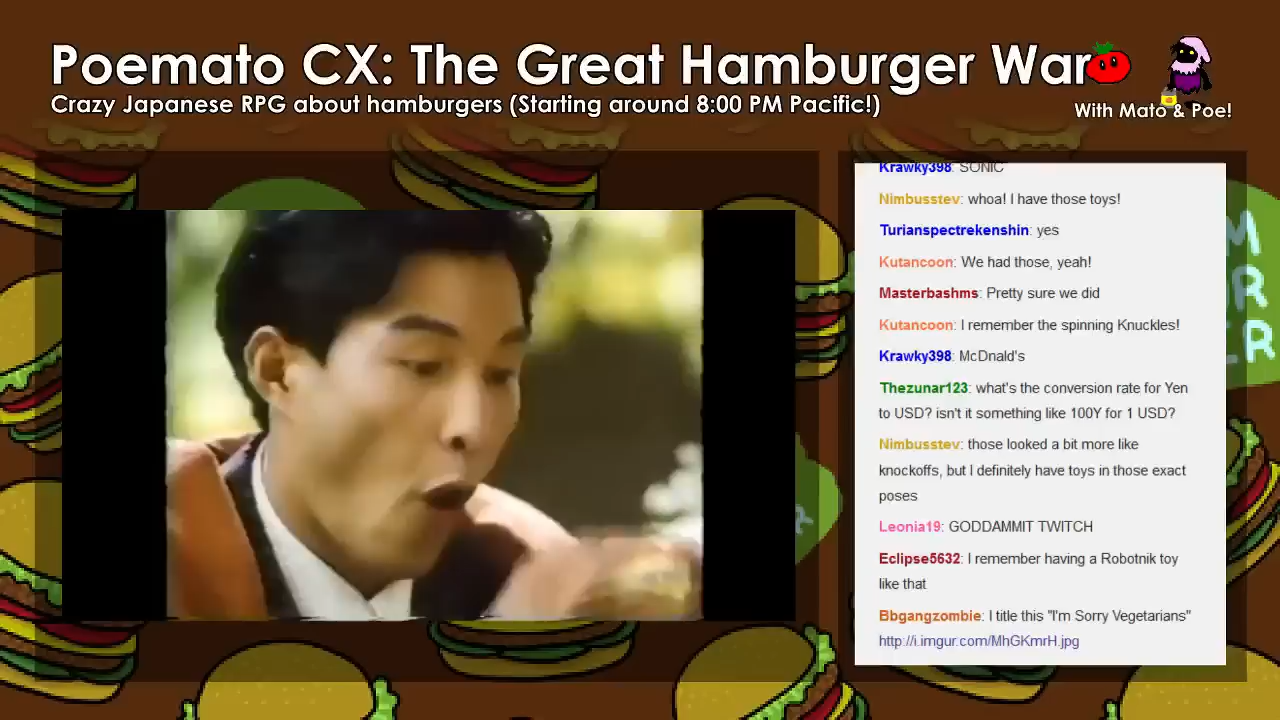 Poemato CX: The Great Hamburger War
Crazy Japanese RPG about hamburgers (Starting around 8:00 PM Pacific!)
With Mato & Poe!
Krawky398: SONIC
Nimbusstev: whoa! I have those toys!
Turianspectrekenshin: yes
Kutancoon: We had those, yeah!
Masterbashms: Pretty sure we did
Kutancoon: I remember the spinning Knuckles!
Krawky398: McDnald's
Thezunar123: what's the conversion rate for Yen
to USD? isn't it something like 100Y for 1 USD?
Nimbusstev: those looked a bit more like
knockoffs, but I definitely have toys in those exact
poses
Leonia19: GODDAMMIT TWITCH
Eclipse5632: I remember having a Robotnik toy
like that
Bbgangzombie: I title this "I'm Sorry Vegetarians"
http://i.imgur.com/MhGKmrH.jpg